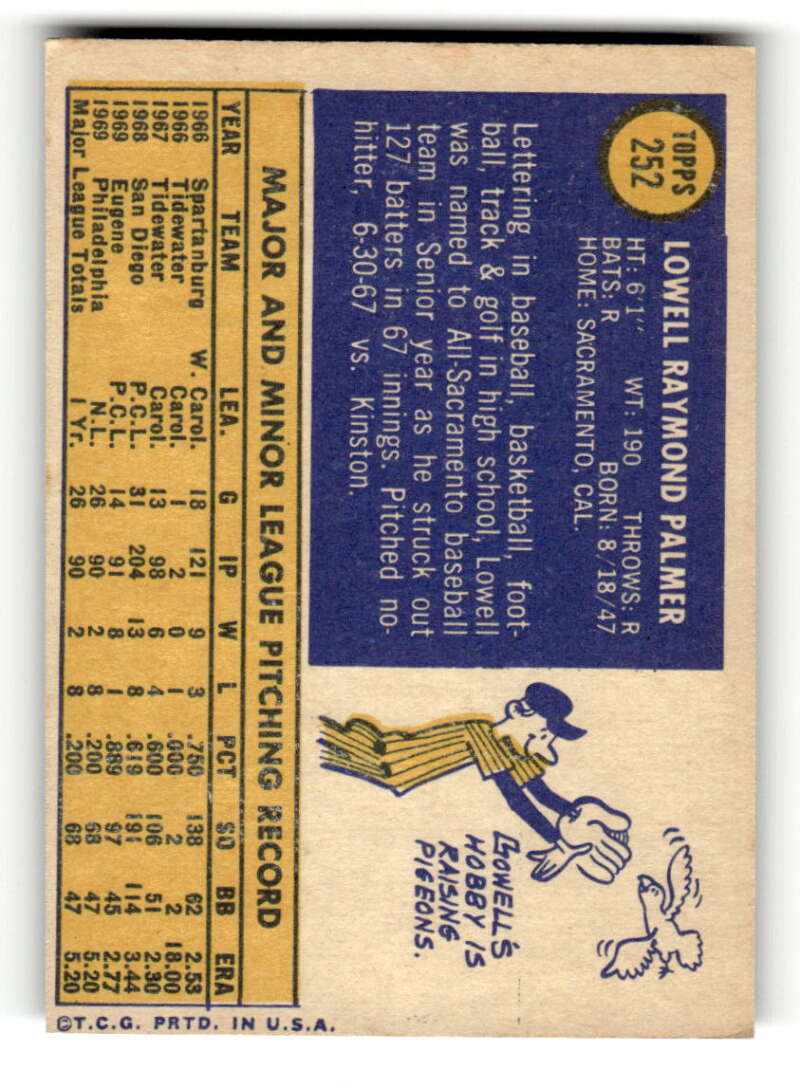 TOPPS
252
LOWELL RAYMOND PALMER
HT: 6'1" WT: 190 THROWS: R
BATS: R BORN: 8/18/47
HOME: SACRAMENTO, CAL.
Lettering in baseball, basketball, foot-
ball, track & golf in high school, Lowell
was named to All-Sacramento baseball
team in Senior year as he struck out
127 batters in 67 innings. Pitched no-
hitter, 6-30-67 vs. Kinston.
LOWELL'S
HOBBY IS
RAISING
PIGEONS.
MAJOR AND MINOR LEAGUE PITCHING RECORD
YEAR TEAM LEA. G IP W L PCT SO BB ERA
1966 Spartanburg W. Carol. 18 121 9 3 .750 138 62 2.53
1966 Tidewater Carol. 1 2 0 1 .000 2 2 18.00
1967 Tidewater Carol. 13 98 6 4 .600 106 51 2.30
1968 San Diego P.C.L. 31 204 13 8 .619 191 114 3.44
1969 Eugene P.C.L. 14 91 8 1 .889 97 45 2.77
1969 Philadelphia N.L. 26 90 2 8 .200 68 47 5.20
Major League Totals 1 Yr. 26 90 2 8 .200 68 47 5.20
©T.C.G. PRTD. IN U.S.A.